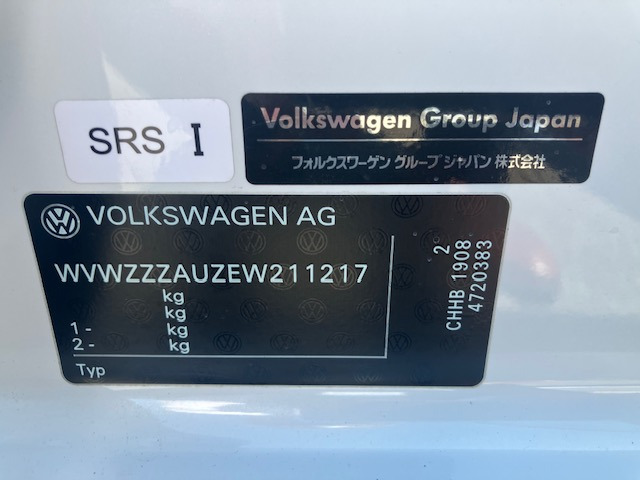 SRS I
Volkswagen Group Japan
フォルクスワーゲン グループ ジャパン 株式会社
VOLKSWAGEN AG
WVWZZZAUZEW211217
kg
kg
1 - kg
2 - kg
Typ
2
CHHB 1908
4720383